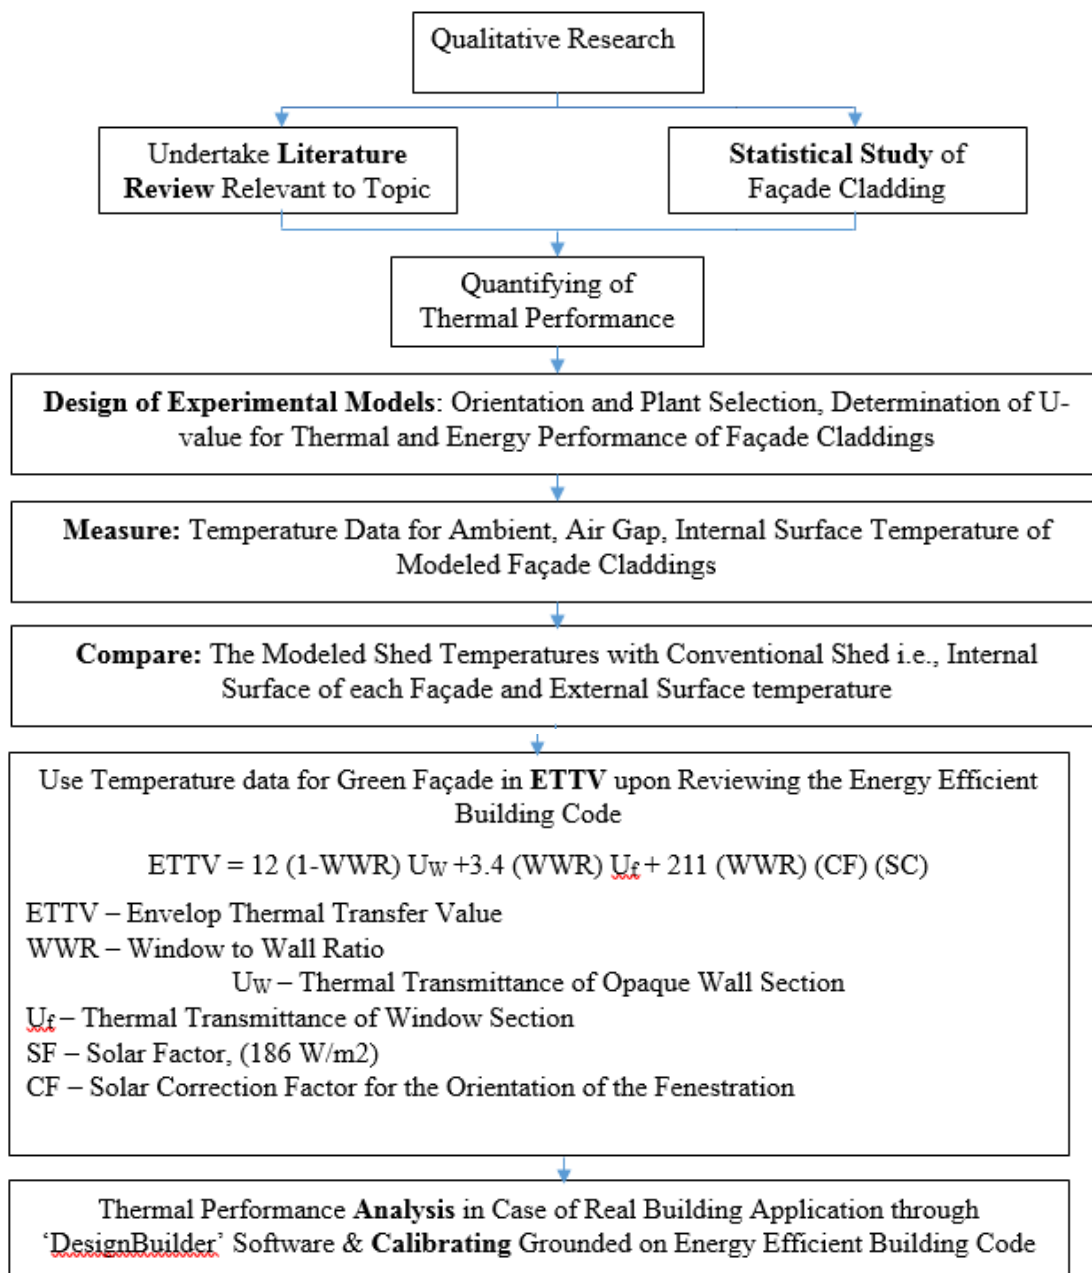 Qualitative Research
Undertake Literature
Review Relevant to Topic
Statistical Study of
Façade Cladding
Quantifying of
Thermal Performance
Design of Experimental Models: Orientation and Plant Selection, Determination of U-
value for Thermal and Energy Performance of Façade Claddings
Measure: Temperature Data for Ambient, Air Gap, Internal Surface Temperature of
Modeled Façade Claddings
Compare: The Modeled Shed Temperatures with Conventional Shed i.e., Internal
Surface of each Façade and External Surface temperature
Use Temperature data for Green Façade in ETTV upon Reviewing the Energy Efficient
Building Code
ETTV = 12 (1-WWR) Uw +3.4 (WWR) Uf + 211 (WWR) (CF) (SC)
ETTV – Envelop Thermal Transfer Value
WWR – Window to Wall Ratio
Uw – Thermal Transmittance of Opaque Wall Section
Uf – Thermal Transmittance of Window Section
SF – Solar Factor, (186 W/m2)
CF – Solar Correction Factor for the Orientation of the Fenestration
Thermal Performance Analysis in Case of Real Building Application through
‘DesignBuilder’ Software & Calibrating Grounded on Energy Efficient Building Code